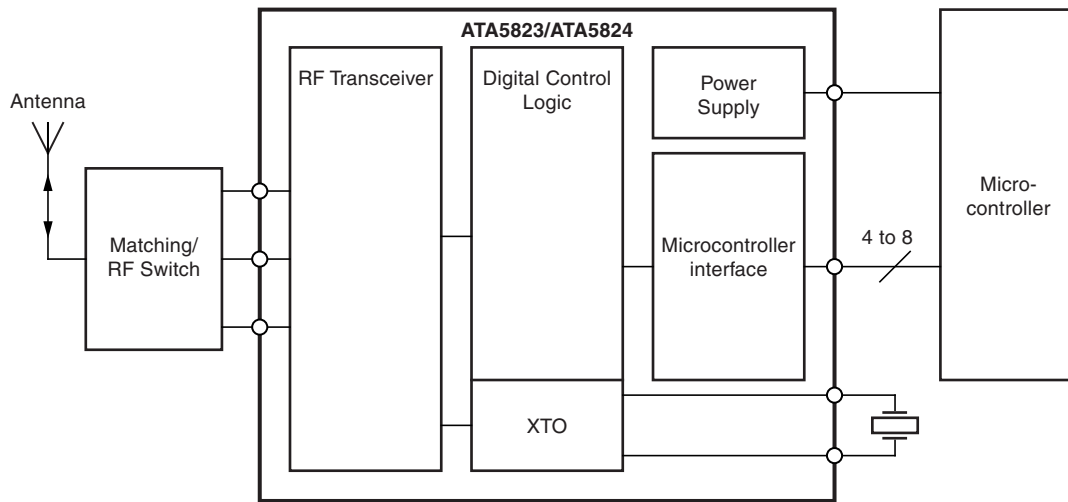 ATA5823/ATA5824
RF Transceiver
Digital Control
Logic
Power
Supply
Antenna
Micro-
controller
Matching/
RF Switch
Microcontroller
interface
4 to 8
XTO